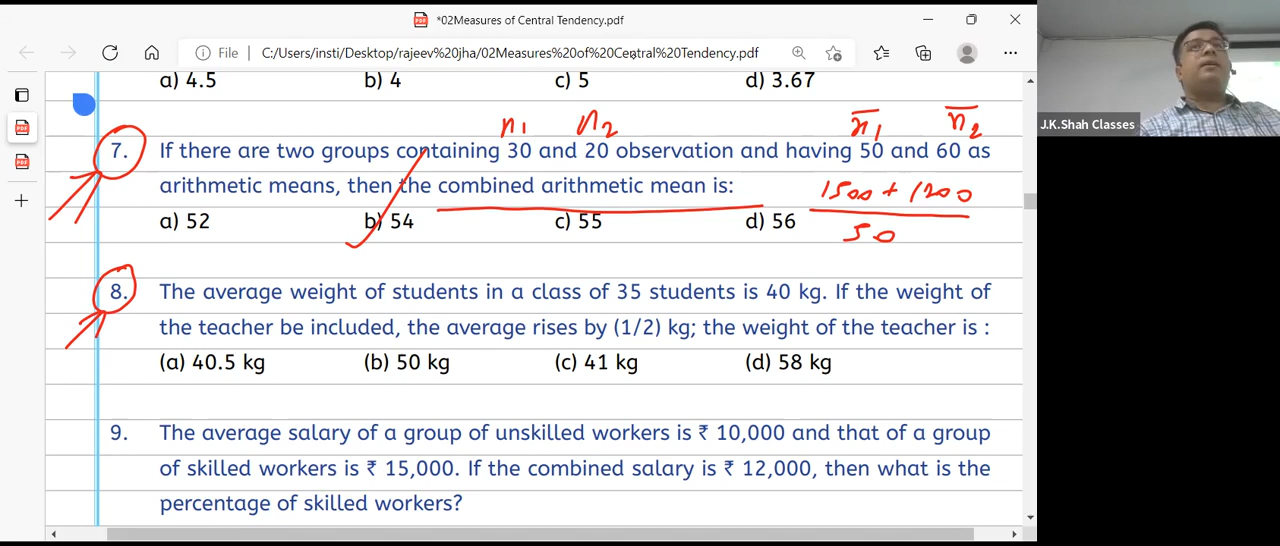 *02Measures of Central Tendency.pdf
File C:/Users/insti/Desktop/rajeev%20jha/02Measures%20of%20Central%20Tendency.pdf
a) 4.5 b) 4 c) 5 d) 3.67
n1 n2 x̄1 x̄2
7. If there are two groups containing 30 and 20 observation and having 50 and 60 as
arithmetic means, then the combined arithmetic mean is:
1500 + 1200
a) 52 b) 54 c) 55 d) 56
50
8. The average weight of students in a class of 35 students is 40 kg. If the weight of
the teacher be included, the average rises by (1/2) kg; the weight of the teacher is :
(a) 40.5 kg (b) 50 kg (c) 41 kg (d) 58 kg
9. The average salary of a group of unskilled workers is ₹ 10,000 and that of a group
of skilled workers is ₹ 15,000. If the combined salary is ₹ 12,000, then what is the
percentage of skilled workers?
J.K.Shah Classes